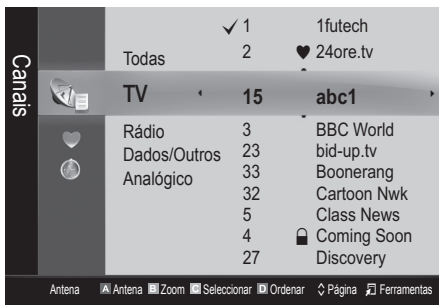 Canais
1 1futech
Todas 2 24ore.tv
TV 15 abc1
Rádio 3 BBC World
Dados/Outros 23 bid-up.tv
Analógico 33 Boonerang
32 Cartoon Nwk
5 Class News
4 Coming Soon
27 Discovery
Antena A Antena B Zoom C Seleccionar D Ordenar Página Ferramentas